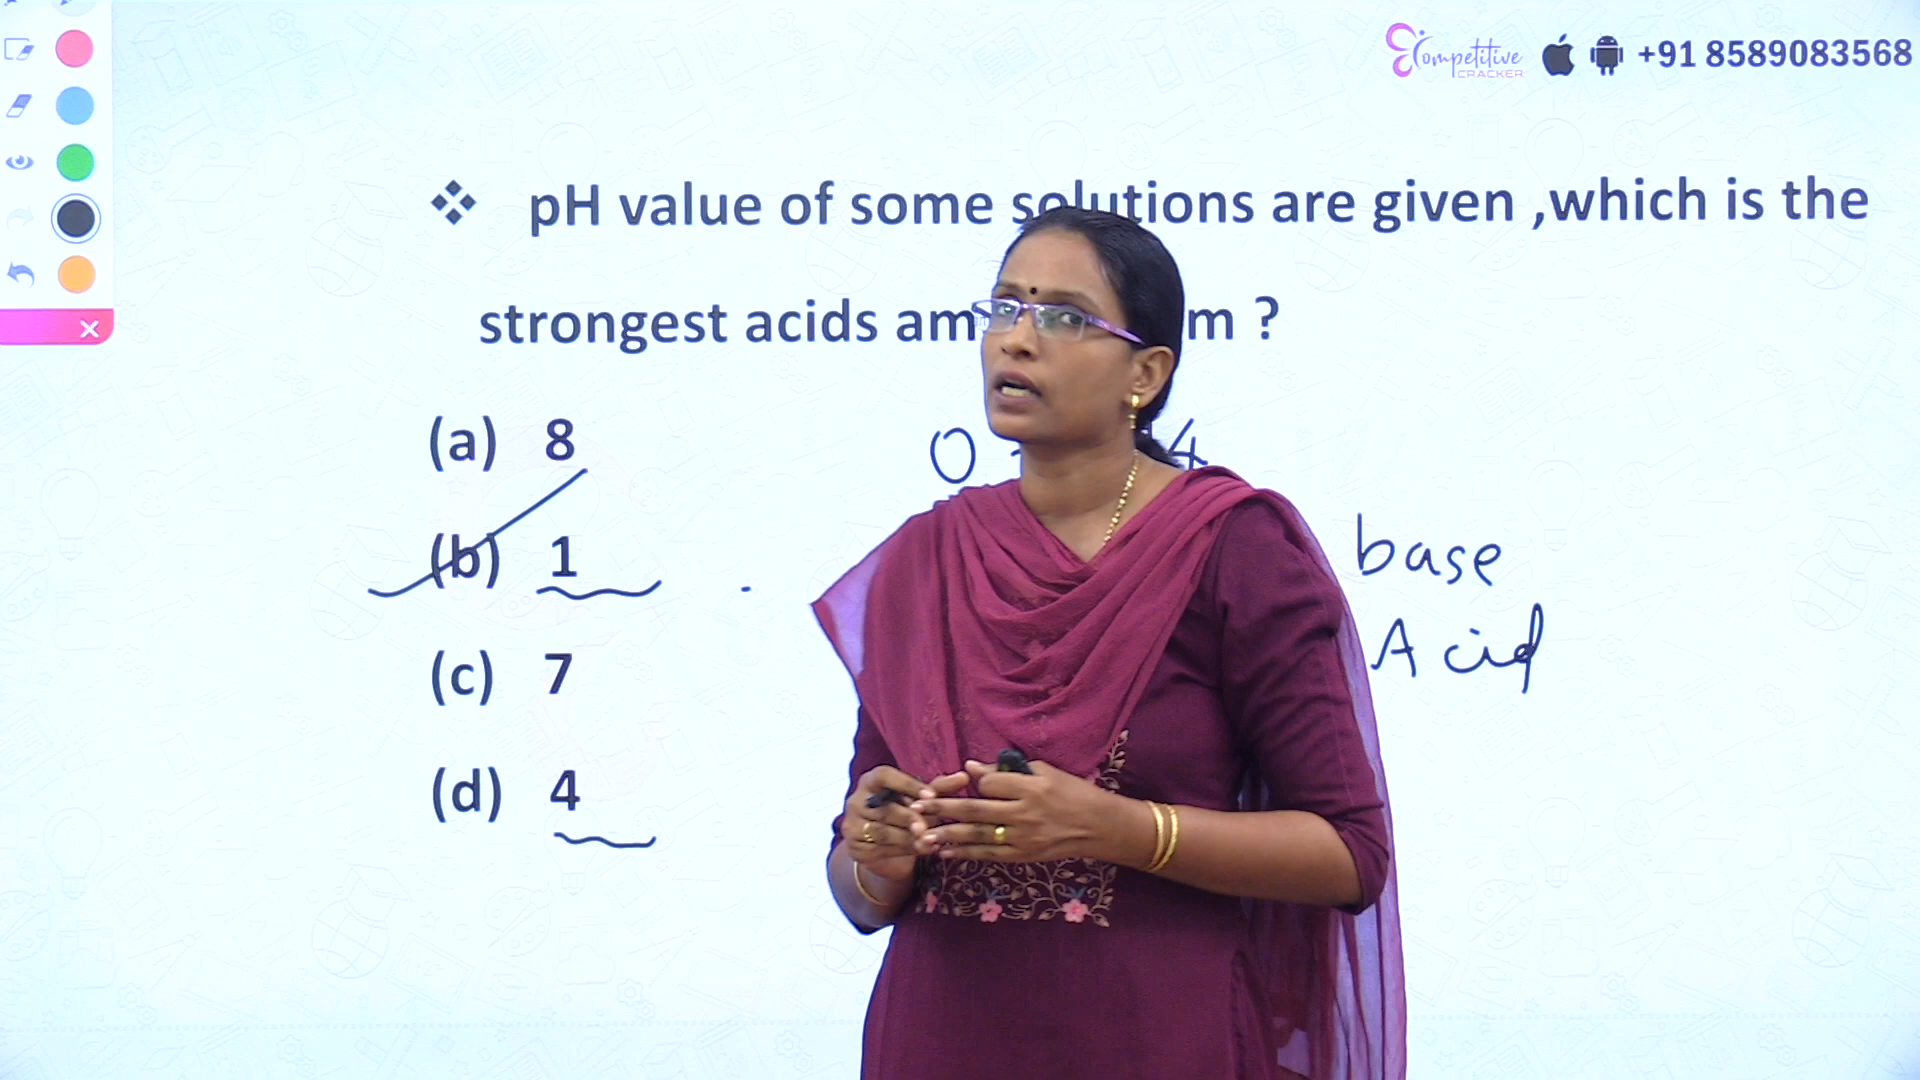 Competitive
CRACKER
+91 8589083568
❖ pH value of some solutions are given ,which is the
strongest acids am m ?
(a) 8
0 - 4
(b) 1
base
(c) 7
Acid
(d) 4